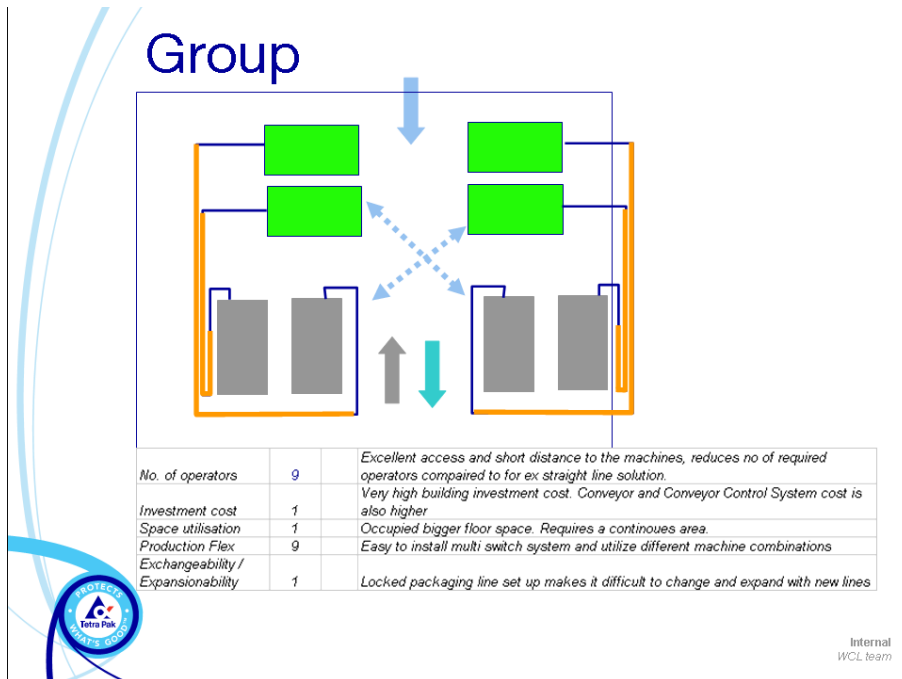 Group
No. of operators 9 Excellent access and short distance to the machines, reduces no of required
operators compaired to for ex straight line solution.
Investment cost 1 Very high building investment cost. Conveyor and Conveyor Control System cost is
also higher
Space utilisation 1 Occupied bigger floor space. Requires a continoues area.
Production Flex 9 Easy to install multi switch system and utilize different machine combinations
Exchangeability /
Expansionability 1 Locked packaging line set up makes it difficult to change and expand with new lines
PROTECTS
Tetra Pak
WHAT'S GOOD™
Internal
WCL team